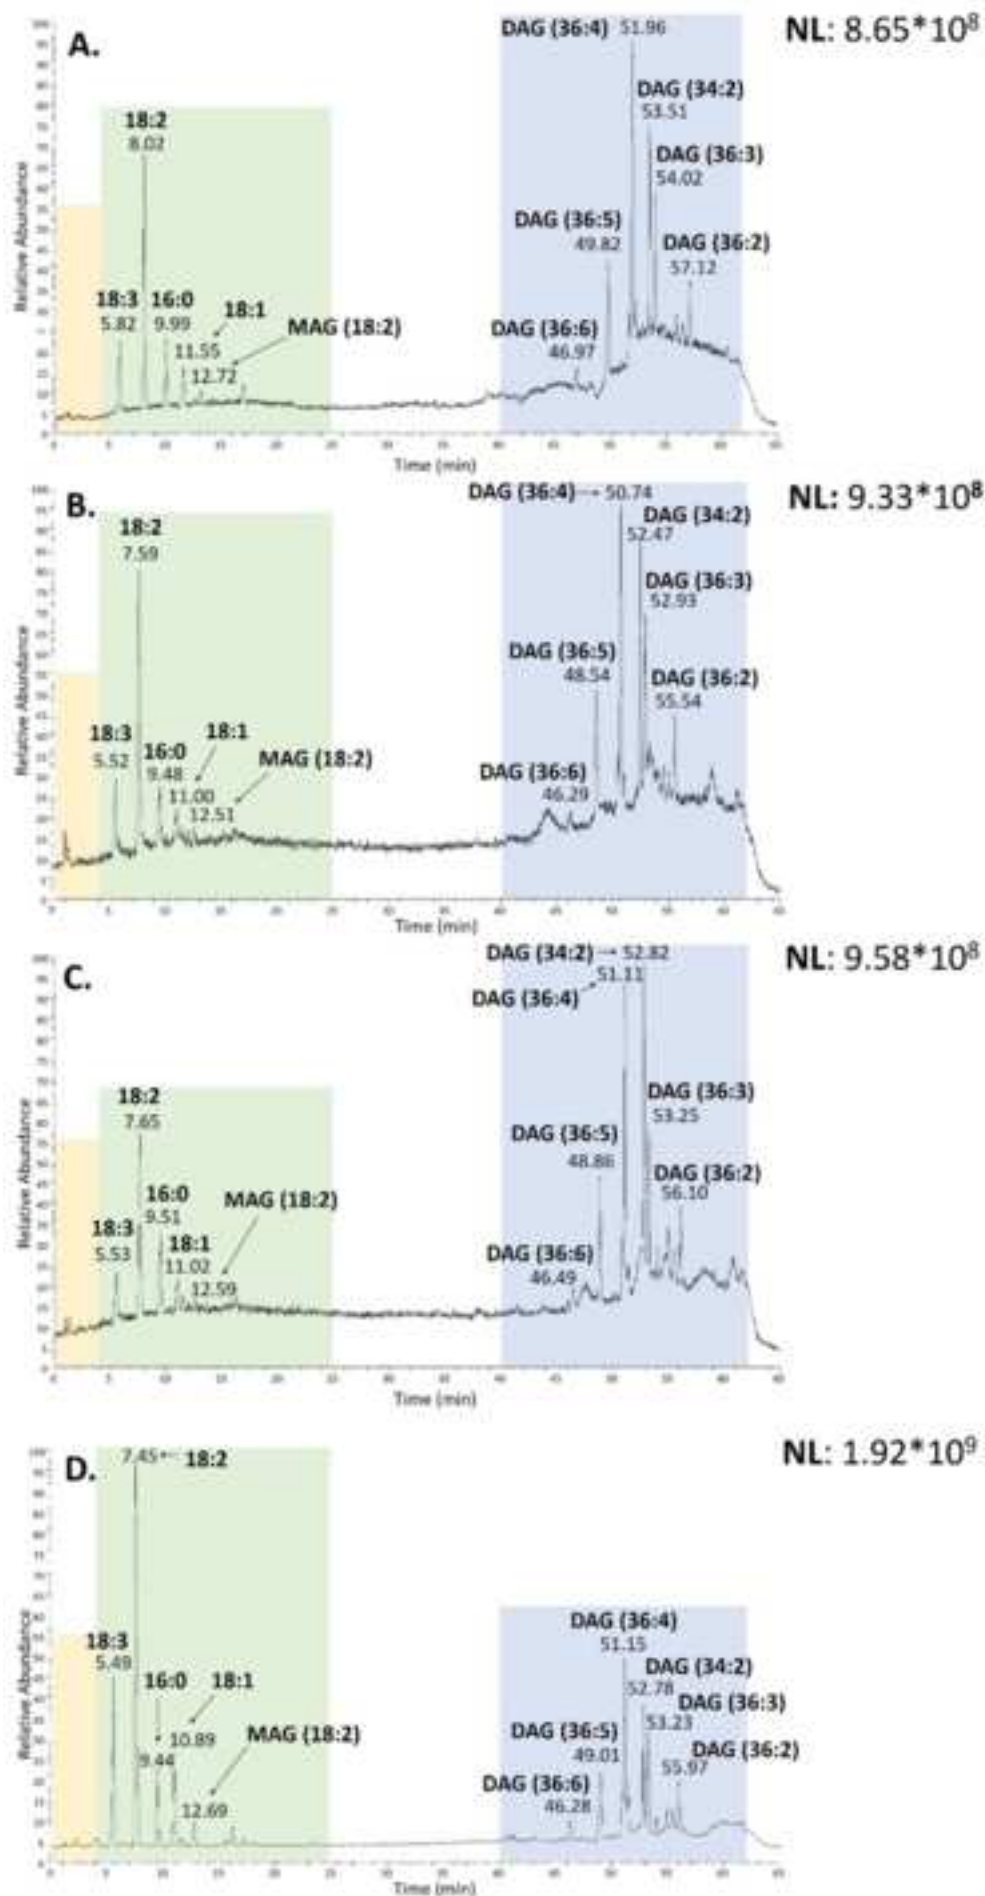 A.
NL: 8.65*10⁸
DAG (36:4) 51.96
DAG (34:2)
53.51
18:2
8.02
DAG (36:3)
54.02
DAG (36:5)
49.82
DAG (36:2)
57.12
18:3
5.82
16:0
9.99
18:1
11.55
MAG (18:2)
12.72
DAG (36:6)
46.97
Relative Abundance
Time (min)
B.
NL: 9.33*10⁸
DAG (36:4) → 50.74
DAG (34:2)
52.47
18:2
7.59
DAG (36:3)
52.93
DAG (36:5)
48.54
DAG (36:2)
55.54
18:3
5.52
18:1
16:0
9.48
MAG (18:2)
11.00
12.51
DAG (36:6)
46.29
Relative Abundance
Time (min)
C.
NL: 9.58*10⁸
DAG (34:2) → 52.82
51.11
DAG (36:4)
18:2
7.65
DAG (36:3)
53.25
DAG (36:5)
48.86
DAG (36:2)
56.10
16:0
9.51
MAG (18:2)
18:3
5.53
18:1
11.02
12.59
DAG (36:6)
46.49
Relative Abundance
Time (min)
D.
NL: 1.92*10⁹
7.45 ← 18:2
DAG (36:4)
51.15
18:3
5.49
DAG (34:2)
52.78
16:0
18:1
DAG (36:3)
53.23
10.89
9.44
MAG (18:2)
DAG (36:5)
49.01
DAG (36:2)
55.97
DAG (36:6)
46.28
12.69
Relative Abundance
Time (min)